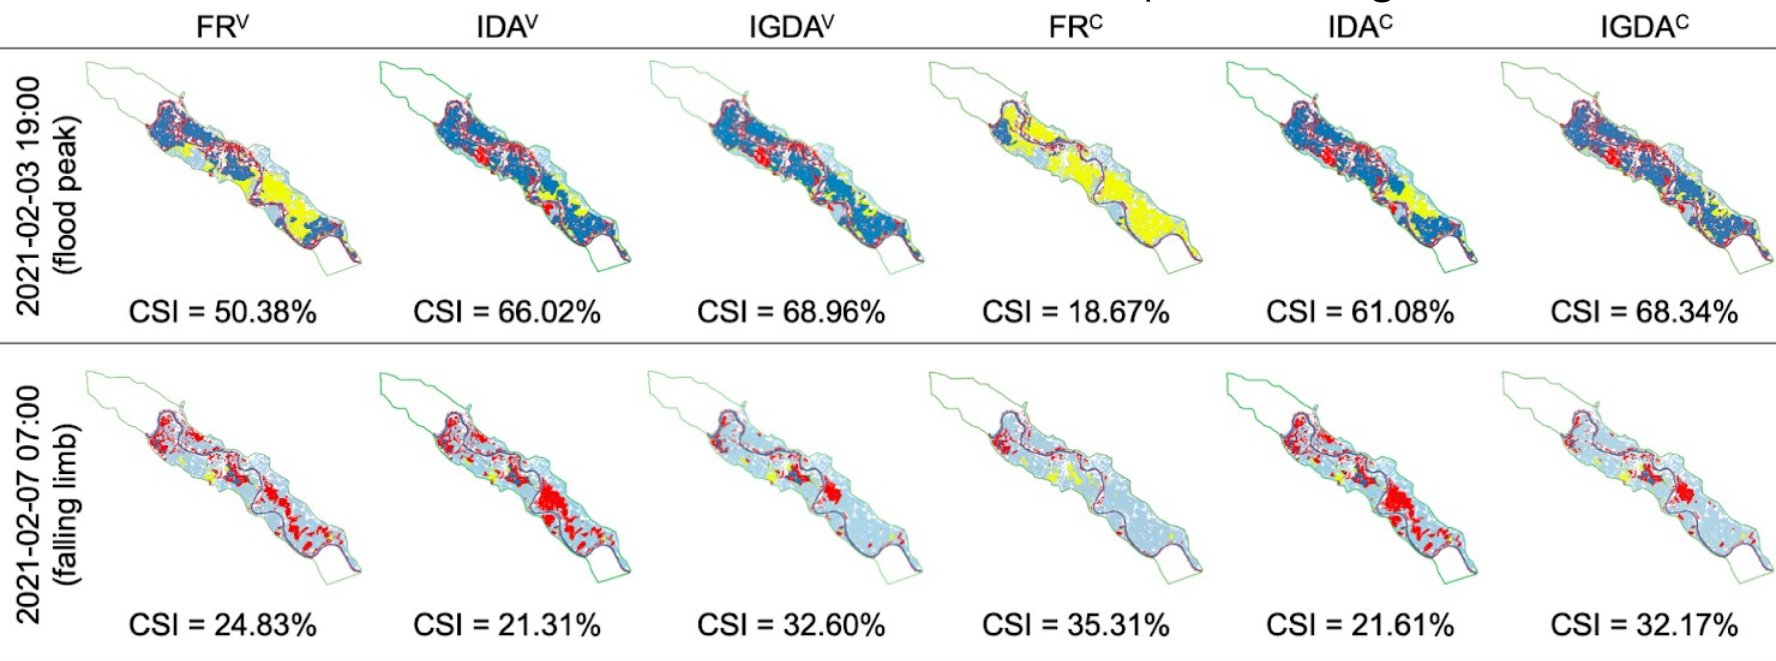 FRV IDAV IGDAV FRC IDAC IGDAC
2021-02-03 19:00
(flood peak)
CSI = 50.38% CSI = 66.02% CSI = 68.96% CSI = 18.67% CSI = 61.08% CSI = 68.34%
2021-02-07 07:00
(falling limb)
CSI = 24.83% CSI = 21.31% CSI = 32.60% CSI = 35.31% CSI = 21.61% CSI = 32.17%